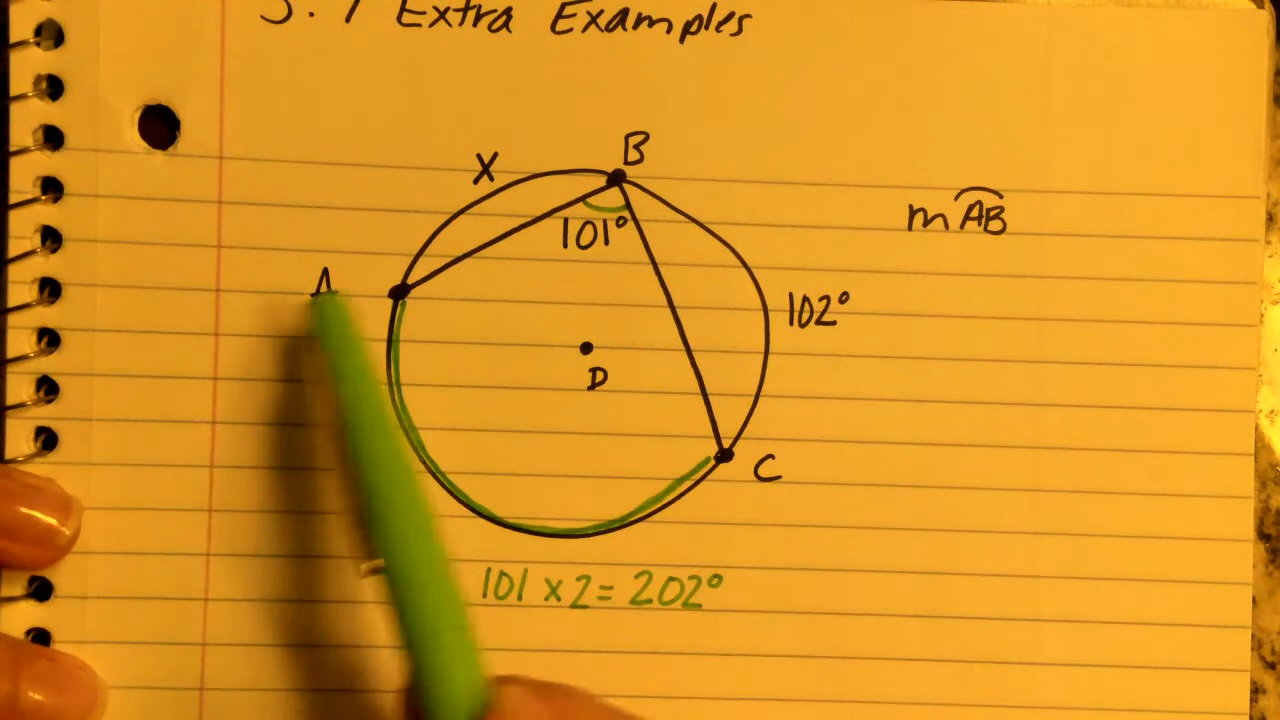 Extra Examples
B
X
101°
m AB
A
102°
D
C
101 x 2 = 202°